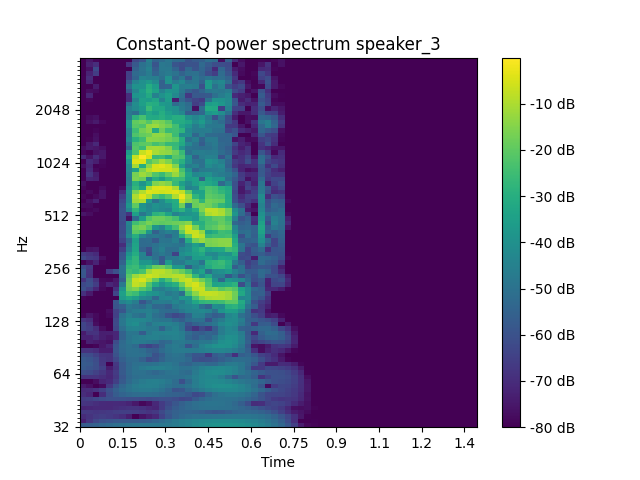 Constant-Q power spectrum speaker_3
Hz
2048
1024
512
256
128
64
32
0 0.15 0.3 0.45 0.6 0.75 0.9 1.1 1.2 1.4
Time
-10 dB
-20 dB
-30 dB
-40 dB
-50 dB
-60 dB
-70 dB
-80 dB